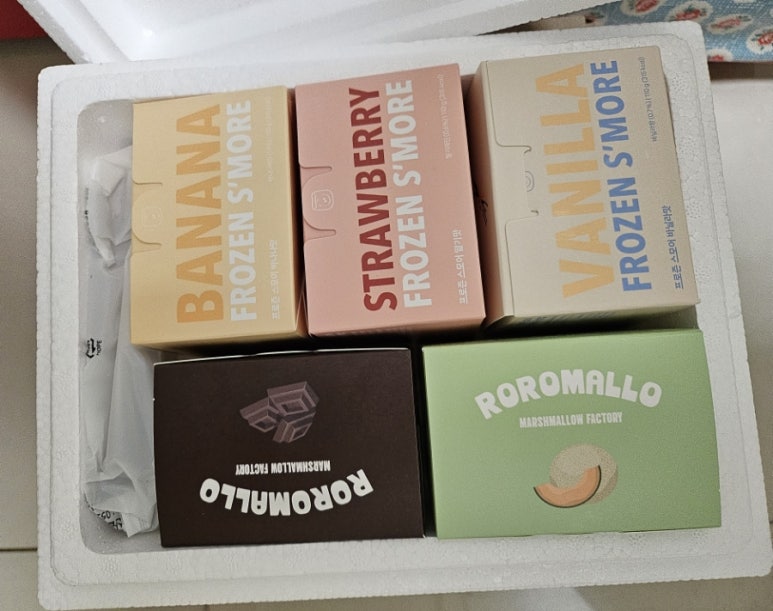 BANANA
FROZEN S'MORE
프로즌 스모어 바나나맛
STRAWBERRY
FROZEN S'MORE
프로즌 스모어 딸기맛
VANILLA
FROZEN S'MORE
프로즌 스모어 바닐라맛
ROROMALLO
MARSHMALLOW FACTORY
ROROMALLO
MARSHMALLOW FACTORY